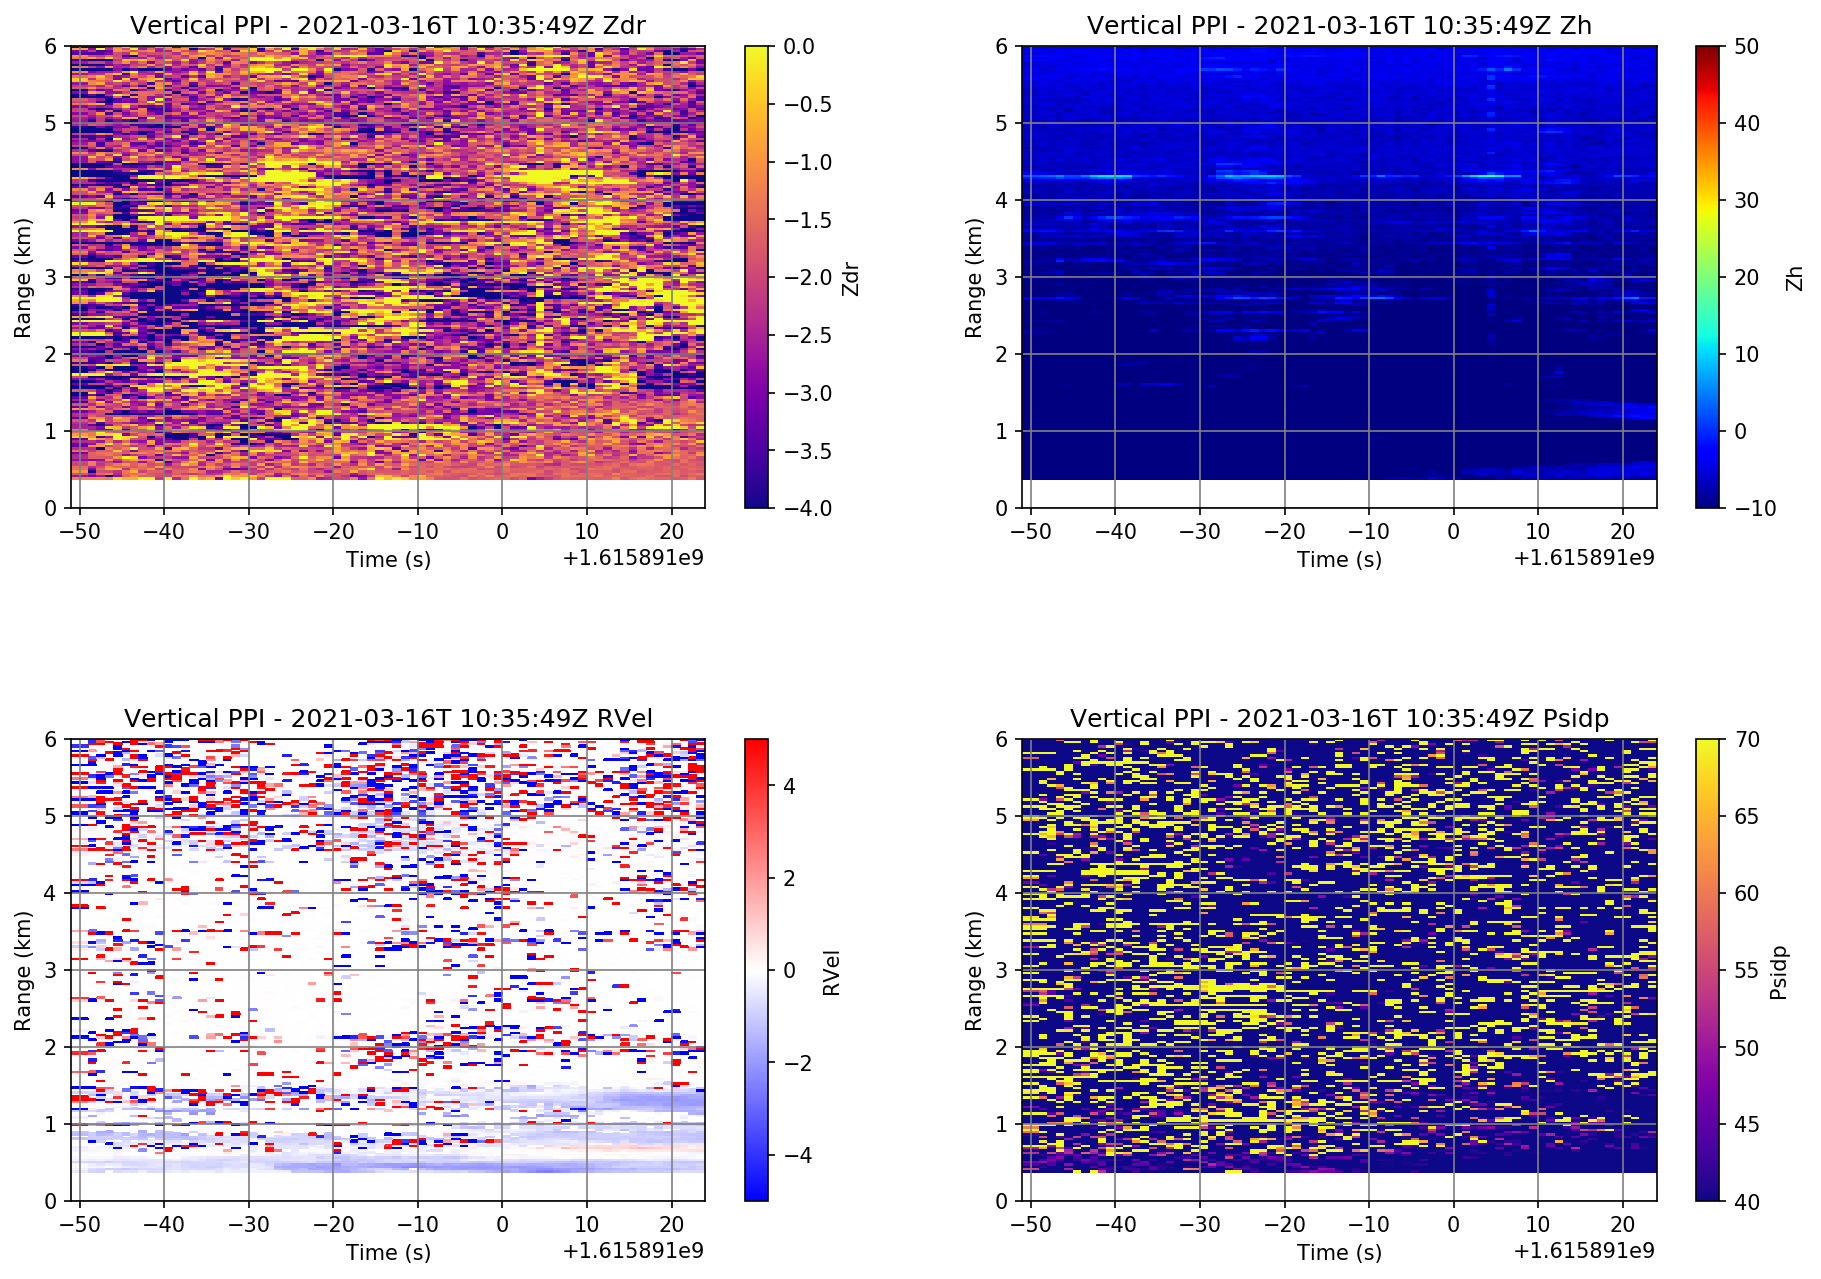 Vertical PPI - 2021-03-16T 10:35:49Z Zdr
6
5
4
3
2
1
0
Range (km)
−50 −40 −30 −20 −10 0 10 20
Time (s)
+1.615891e9
0.0
−0.5
−1.0
−1.5
−2.0
−2.5
−3.0
−3.5
−4.0
Zdr
Vertical PPI - 2021-03-16T 10:35:49Z Zh
6
5
4
3
2
1
0
Range (km)
−50 −40 −30 −20 −10 0 10 20
Time (s)
+1.615891e9
50
40
30
20
10
0
−10
Zh
Vertical PPI - 2021-03-16T 10:35:49Z RVel
6
5
4
3
2
1
0
Range (km)
−50 −40 −30 −20 −10 0 10 20
Time (s)
+1.615891e9
4
2
0
−2
−4
RVel
Vertical PPI - 2021-03-16T 10:35:49Z Psidp
6
5
4
3
2
1
0
Range (km)
−50 −40 −30 −20 −10 0 10 20
Time (s)
+1.615891e9
70
65
60
55
50
45
40
Psidp